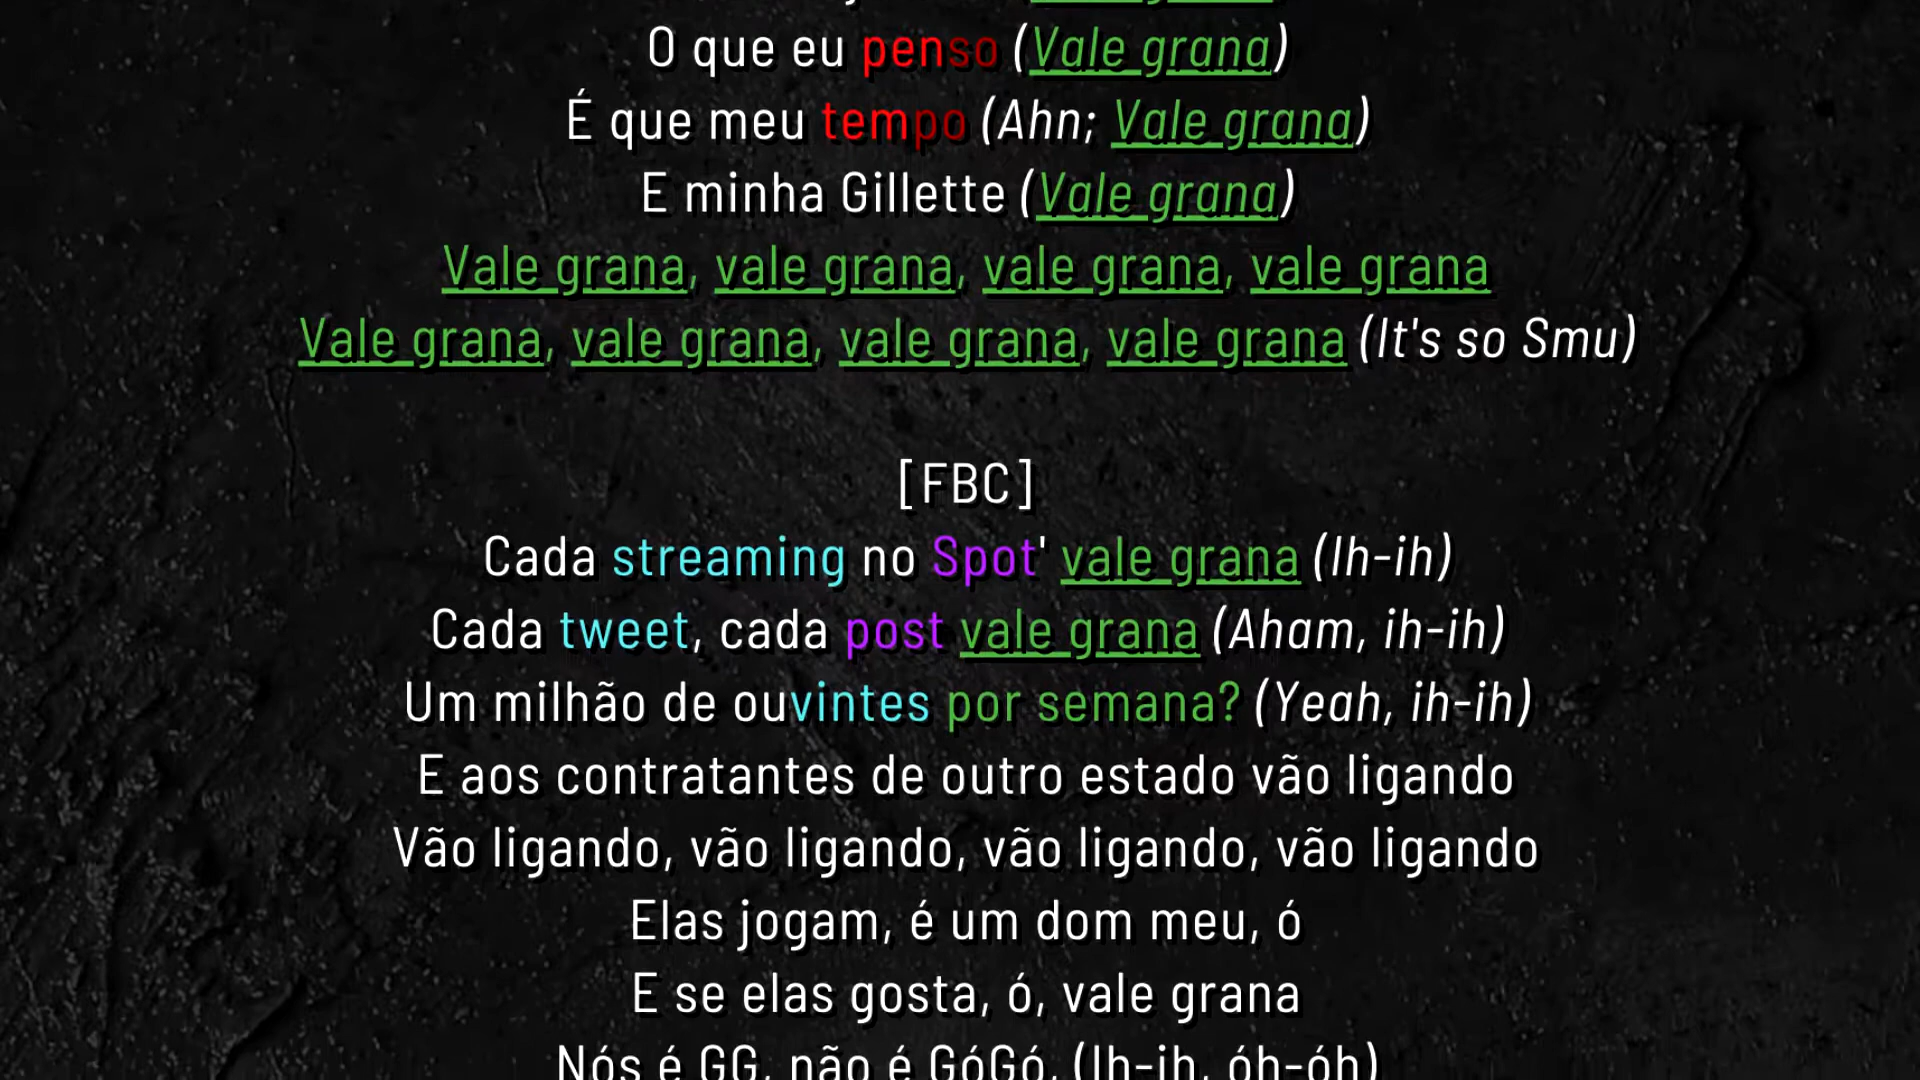 O que eu penso (Vale grana)
É que meu tempo (Ahn; Vale grana)
E minha Gillette (Vale grana)
Vale grana, vale grana, vale grana, vale grana
Vale grana, vale grana, vale grana, vale grana (It's so Smu)
[FBC]
Cada streaming no Spot' vale grana (Ih-ih)
Cada tweet, cada post vale grana (Aham, ih-ih)
Um milhão de ouvintes por semana? (Yeah, ih-ih)
E aos contratantes de outro estado vão ligando
Vão ligando, vão ligando, vão ligando, vão ligando
Elas jogam, é um dom meu, ó
E se elas gosta, ó, vale grana
Nós é GG, não é GóGó, (Ih-ih, óh-óh)